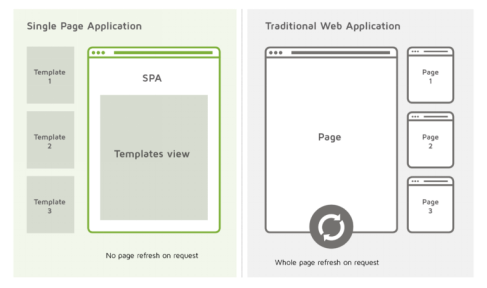 Single Page Application
Template
1
Template
2
Template
3
SPA
Templates view
No page refresh on request
Traditional Web Application
Page
Page
1
Page
2
Page
3
Whole page refresh on request